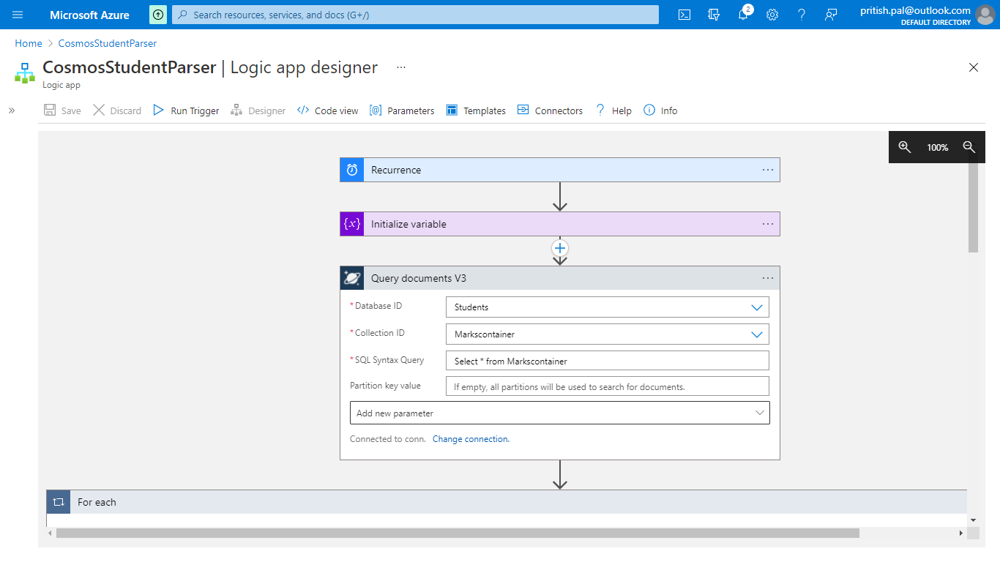 Microsoft Azure
Search resources, services, and docs (G+/)
2
pritish.pal@outlook.com
DEFAULT DIRECTORY
Home > CosmosStudentParser
CosmosStudentParser | Logic app designer ...
Logic app
Save Discard Run Trigger Designer Code view Parameters Templates Connectors Help Info
100%
Recurrence
{x} Initialize variable
Query documents V3
*Database ID Students
*Collection ID Markscontainer
*SQL Syntax Query Select * from Markscontainer
Partition key value If empty, all partitions will be used to search for documents.
Add new parameter
Connected to conn. Change connection.
For each